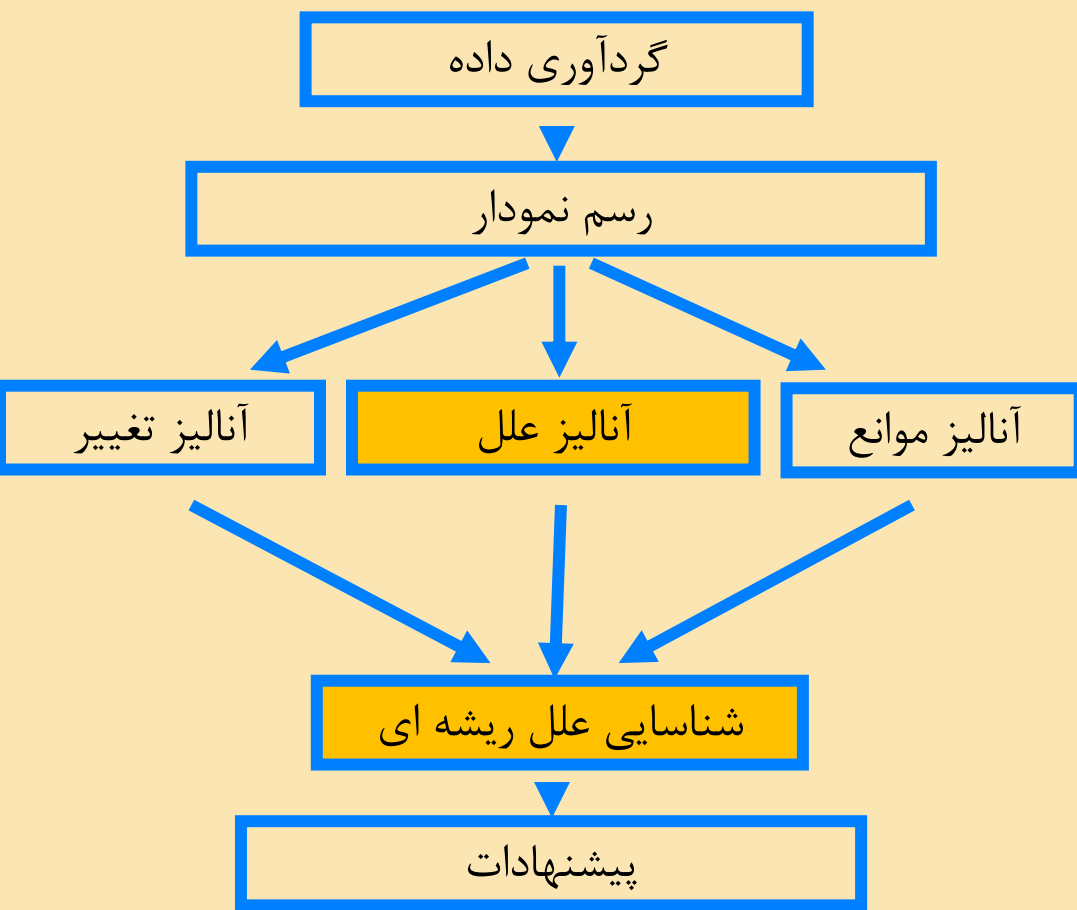 گردآوری داده
رسم نمودار
آنالیز موانع
آنالیز علل
آنالیز تغییر
شناسایی علل ریشه ای
پیشنهادات